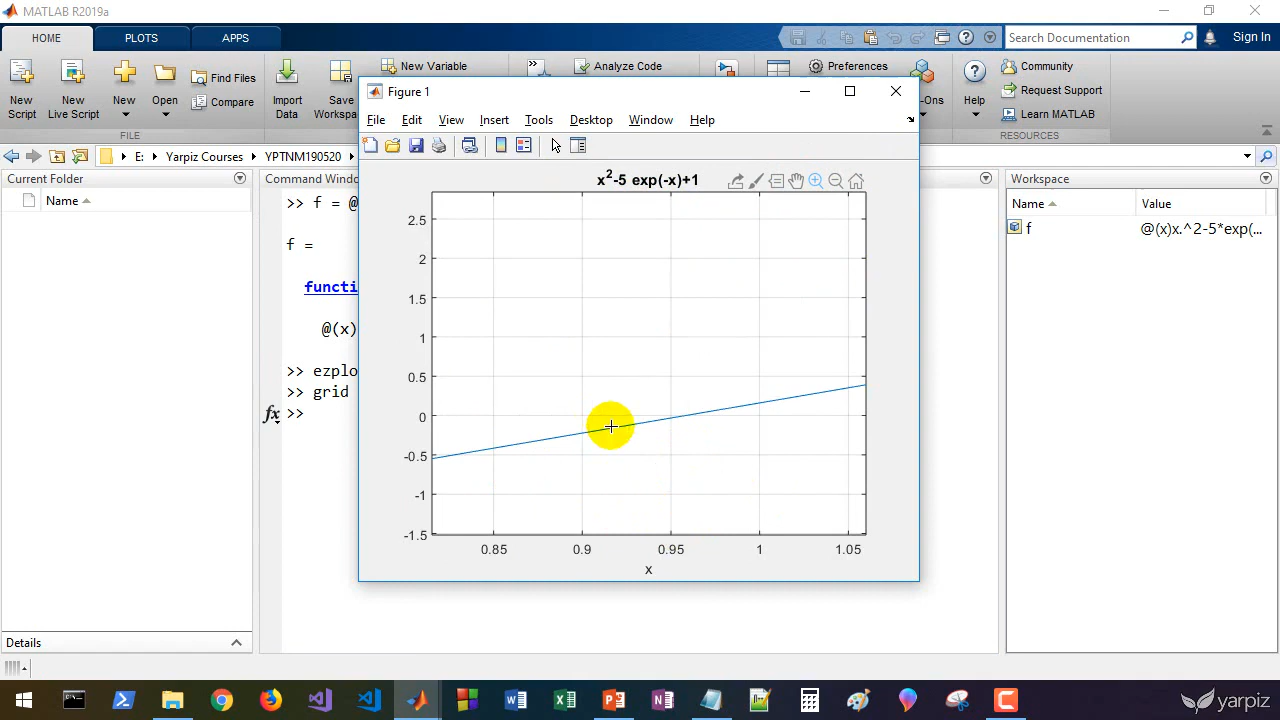 MATLAB R2019a
HOME
PLOTS
APPS
Search Documentation
Sign In
New Script
New Live Script
New
Open
Find Files
Compare
Import Data
Save Workspa
New Variable
Analyze Code
Preferences
-Ons
Help
Community
Request Support
Learn MATLAB
FILE
RESOURCES
E:
Yarpiz Courses
YPTNM190520
Current Folder
Name
Details
Command Windo
>> f = @
f =
functi
@(x)
>> ezplo
>> grid
fx >>
Figure 1
File Edit View Insert Tools Desktop Window Help
x²-5 exp(-x)+1
2.5
2
1.5
1
0.5
0
-0.5
-1
-1.5
0.85 0.9 0.95 1 1.05
x
Workspace
Name Value
f @(x)x.^2-5*exp(...
yarpiz